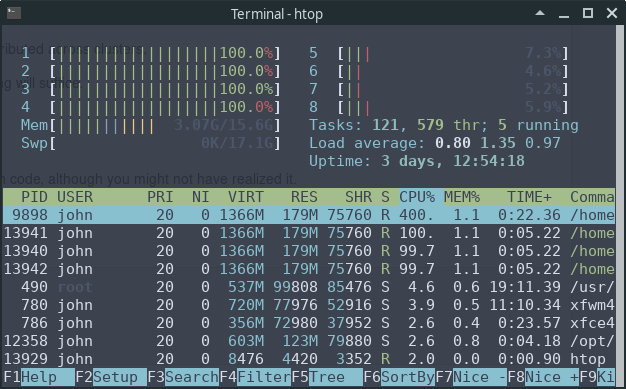 Terminal - htop
1 [||||||||||||||||||100.0%] 5 [||| 7.3%]
2 [||||||||||||||||||100.0%] 6 [|| 4.6%]
3 [||||||||||||||||||100.0%] 7 [|| 5.2%]
4 [||||||||||||||||||100.0%] 8 [||| 5.9%]
Mem[||||||||||| 3.07G/15.6G] Tasks: 121, 579 thr; 5 running
Swp[ 0K/17.1G] Load average: 0.80 1.35 0.97
Uptime: 3 days, 12:54:18
n code, although you might not have realized it.
PID USER PRI NI VIRT RES SHR S CPU% MEM% TIME+ Comma
9898 john 20 0 1366M 179M 75760 S 400. 1.1 0:22.36 /home
13941 john 20 0 1366M 179M 75760 R 100. 1.1 0:05.22 /home
13940 john 20 0 1366M 179M 75760 R 99.7 1.1 0:05.22 /home
13942 john 20 0 1366M 179M 75760 R 99.7 1.1 0:05.22 /home
490 root 20 0 537M 99808 85476 S 4.6 0.6 19:11.39 /usr/
780 john 20 0 720M 77976 52916 S 3.9 0.5 11:10.34 xfwm4
786 john 20 0 356M 72980 37952 S 2.6 0.4 0:23.57 xfce4
12358 john 20 0 603M 123M 79880 S 2.6 0.8 0:04.18 /opt/
13929 john 20 0 8476 4420 3352 R 2.0 0.0 0:00.90 htop
F1Help F2Setup F3SearchF4FilterF5Tree F6SortByF7Nice -F8Nice +F9Ki